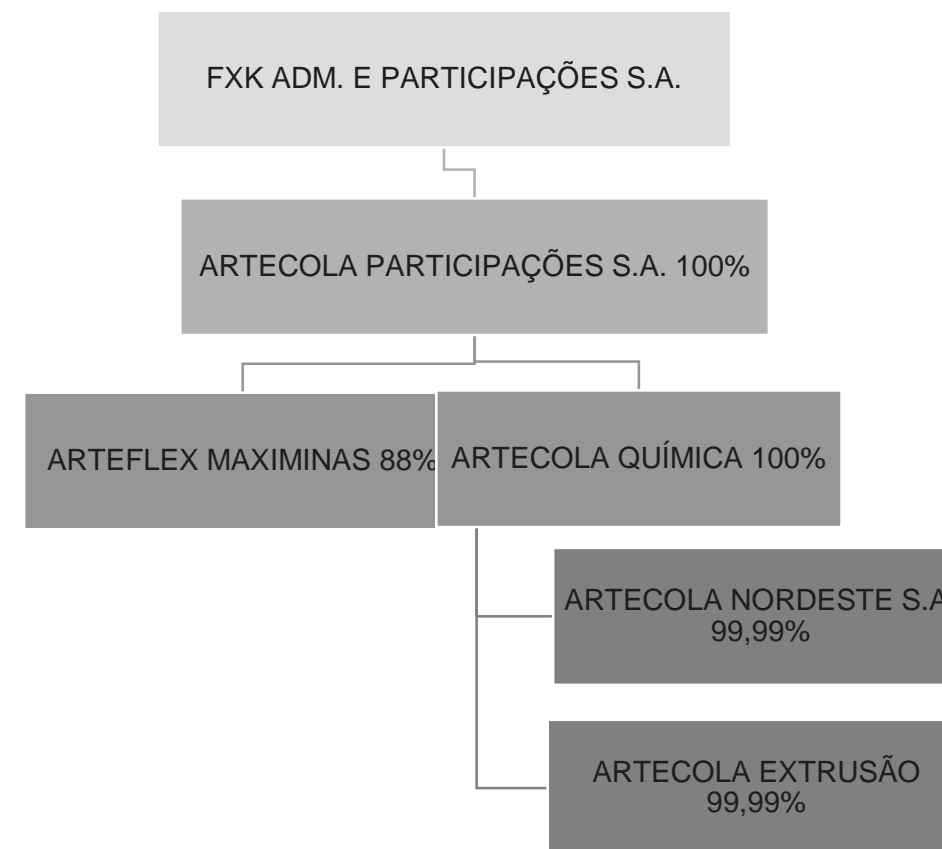 FXK ADM. E PARTICIPAÇÕES S.A.
ARTECOLA PARTICIPAÇÕES S.A. 100%
ARTEFLEX MAXIMINAS 88%
ARTECOLA QUÍMICA 100%
ARTECOLA NORDESTE S.A
99,99%
ARTECOLA EXTRUSÃO
99,99%